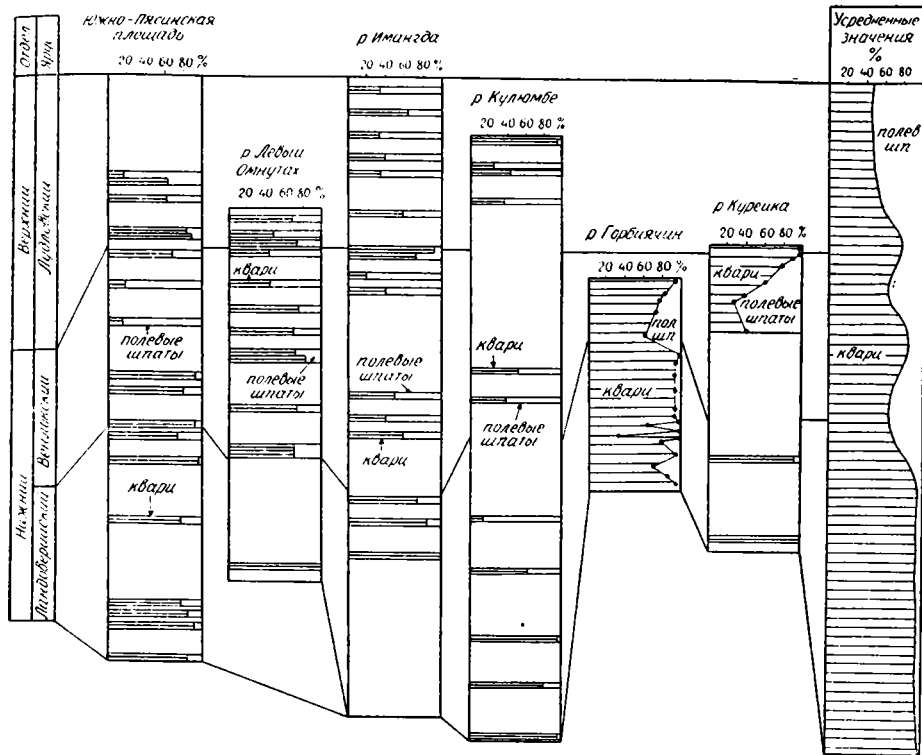 Отдел
Ярус
Южно-Пясинская
площадь
20 40 60 80 %
р Имангда
20 40 60 80 %
Усредненные
значения
%
20 40 60 80
р Кулюмбе
20 40 60 80 %
р Левый
Омнутах
20 40 60 80 %
р Горбиячин
20 40 60 80 %
р Курейка
20 40 60 80 %
Верхний
Лудловский
Нижний
Венлокский
Лландоверийский
полевые
шпаты
кварц
кварц
полевые
шпаты
полевые
шпаты
кварц
кварц
полевые
шпаты
пол
шп
кварц
кварц
полевые
шпаты
полев
шп
кварц